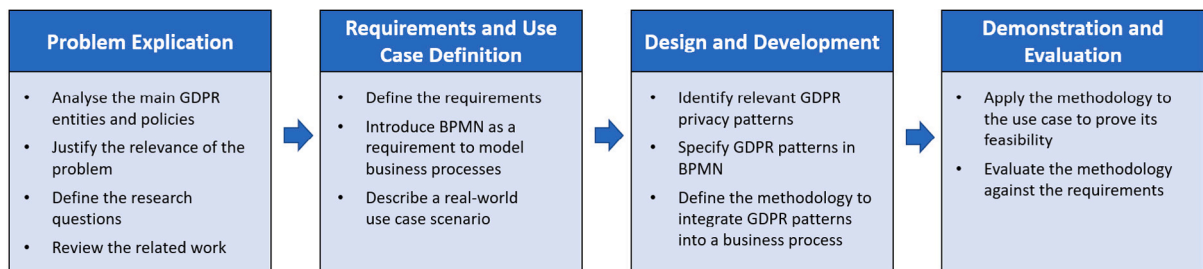 Problem Explication
• Analyse the main GDPR
entities and policies
• Justify the relevance of the
problem
• Define the research
questions
• Review the related work
Requirements and Use
Case Definition
• Define the requirements
• Introduce BPMN as a
requirement to model
business processes
• Describe a real-world
use case scenario
Design and Development
• Identify relevant GDPR
privacy patterns
• Specify GDPR patterns in
BPMN
• Define the methodology to
integrate GDPR patterns
into a business process
Demonstration and
Evaluation
• Apply the methodology to
the use case to prove its
feasibility
• Evaluate the methodology
against the requirements